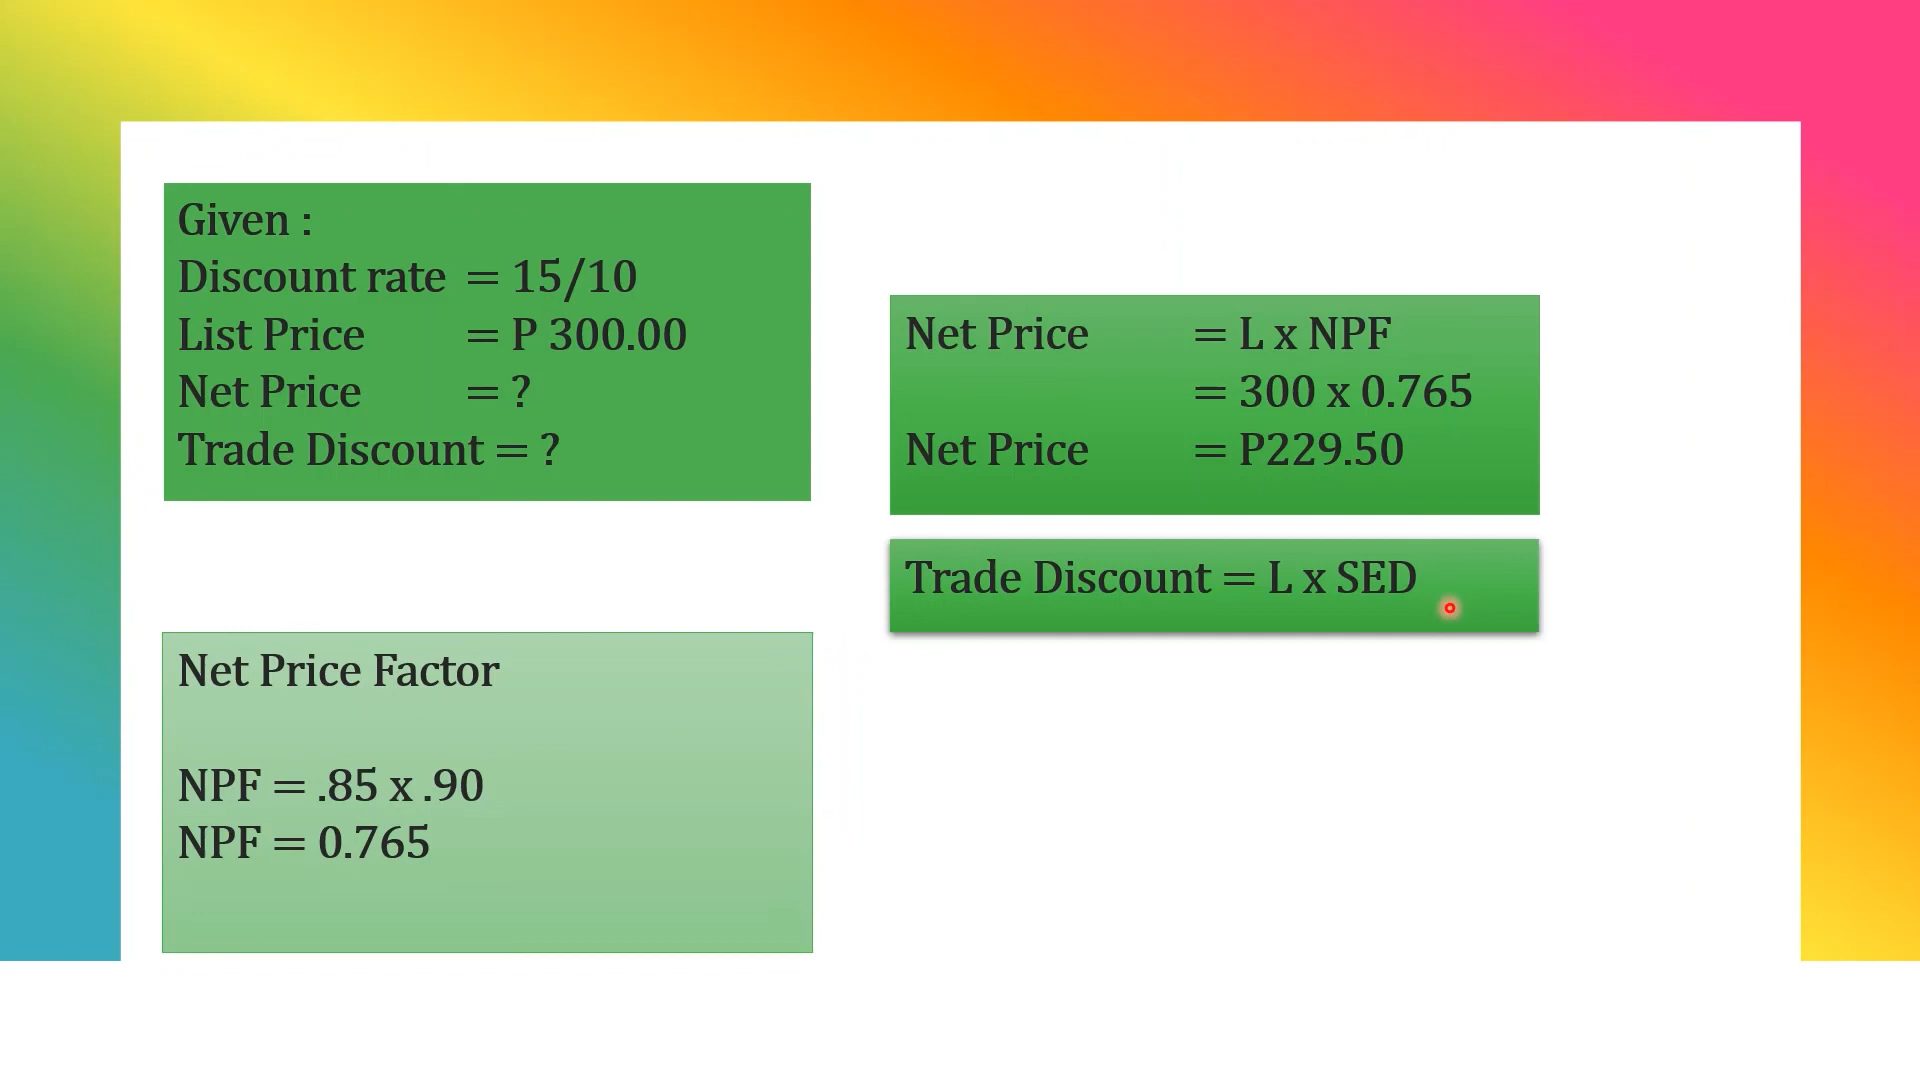 Given :
Discount rate = 15/10
List Price = P 300.00
Net Price = ?
Trade Discount = ?
Net Price Factor
NPF = .85 x .90
NPF = 0.765
Net Price = L x NPF
= 300 x 0.765
Net Price = P229.50
Trade Discount = L x SED